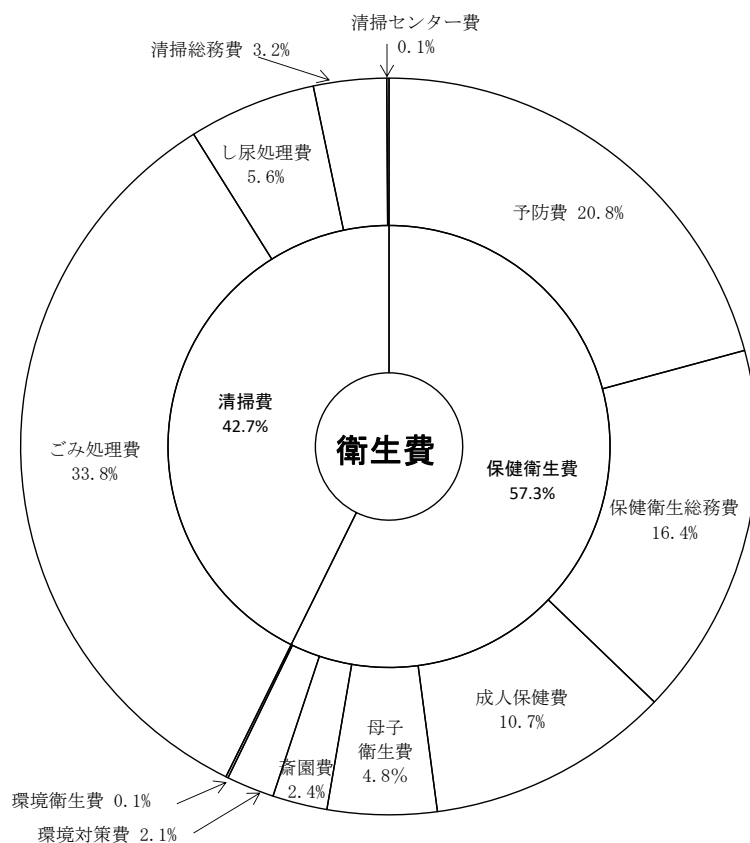 清掃センター費
0.1%
清掃総務費 3.2%
し尿処理費
5.6%
予防費 20.8%
清掃費
42.7%
衛生費
保健衛生費
57.3%
ごみ処理費
33.8%
保健衛生総務費
16.4%
成人保健費
10.7%
母子
衛生費
4.8%
斎園費
2.4%
環境衛生費 0.1%
環境対策費 2.1%